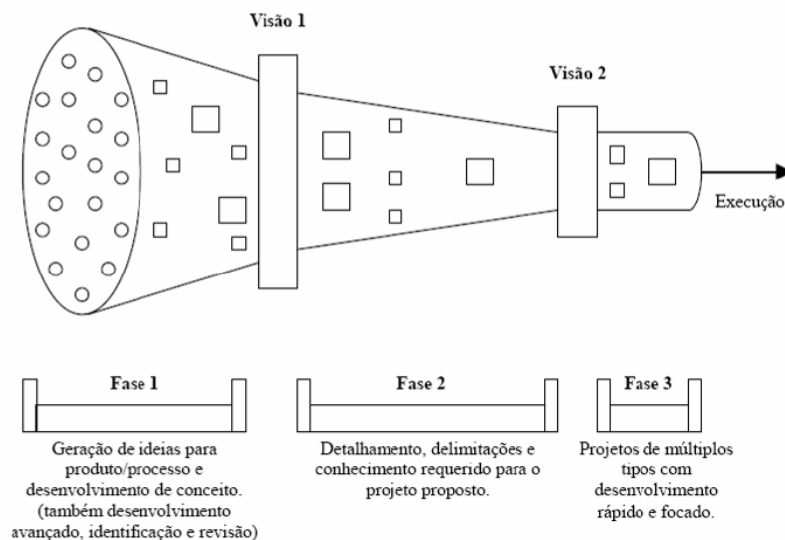 Visão 1
Visão 2
Execução
Fase 1
Geração de ideias para
produto/processo e
desenvolvimento de conceito.
(também desenvolvimento
avançado, identificação e revisão)
Fase 2
Detalhamento, delimitações e
conhecimento requerido para o
projeto proposto.
Fase 3
Projetos de múltiplos
tipos com
desenvolvimento
rápido e focado.